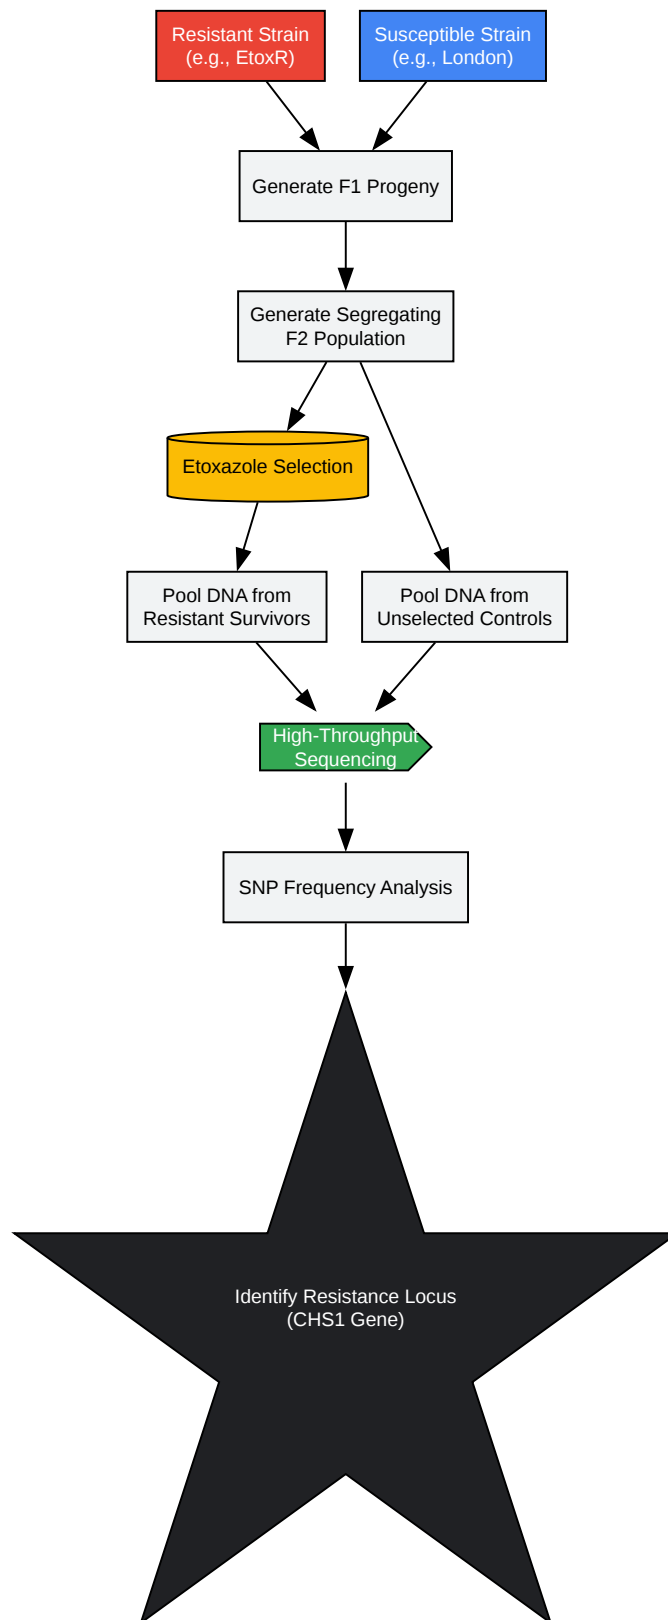 Resistant Strain
(e.g., EtoxR)
Susceptible Strain
(e.g., London)
Generate F1 Progeny
Generate Segregating
F2 Population
Etoxazole Selection
Pool DNA from
Resistant Survivors
Pool DNA from
Unselected Controls
High-Throughput
Sequencing
SNP Frequency Analysis
Identify Resistance Locus
(CHS1 Gene)